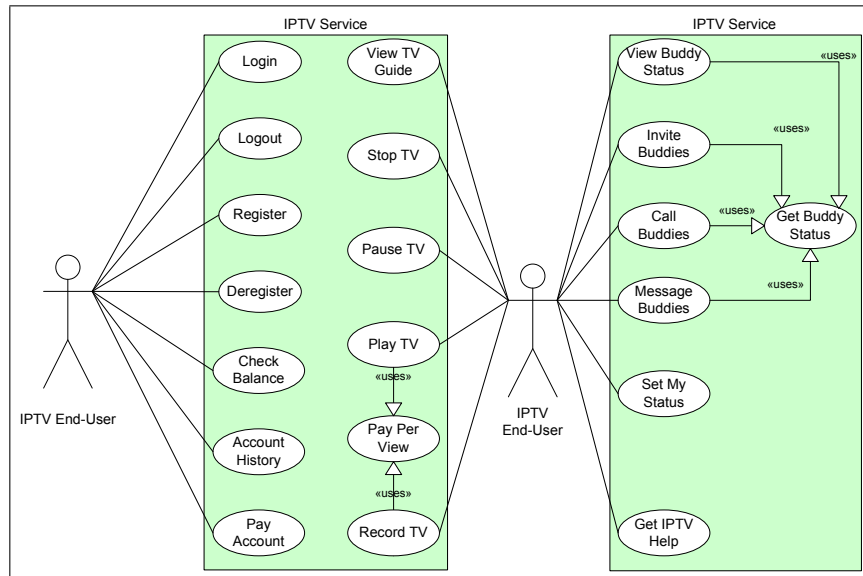 IPTV Service
IPTV Service
Login
View TV
Guide
View Buddy
Status
«uses»
Logout
Stop TV
Invite
Buddies
«uses»
Register
Call
Buddies
«uses»
Get Buddy
Status
Pause TV
Deregister
Message
Buddies
«uses»
Play TV
«uses»
Check
Balance
Set My
Status
IPTV End-User
IPTV
End-User
Pay Per
View
Account
History
«uses»
Pay
Account
Record TV
Get IPTV
Help